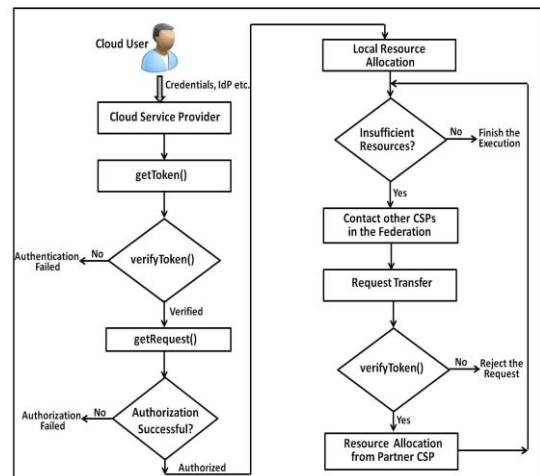 Cloud User
Credentials, IdP etc.
Cloud Service Provider
getToken()
verifyToken()
No
Authentication
Failed
Verified
getRequest()
Authorization
Successful?
No
Authorization
Failed
Authorized
Local Resource
Allocation
Insufficient
Resources?
No
Finish the
Execution
Yes
Contact other CSPs
in the Federation
Request Transfer
verifyToken()
No
Reject the
Request
Yes
Resource Allocation
from Partner CSP